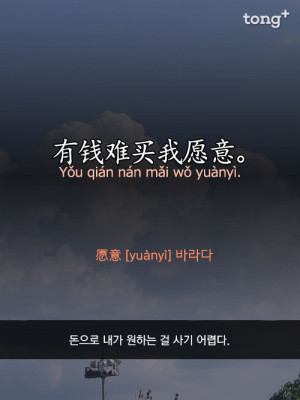 tong+
有钱难买我愿意。
Yǒu qián nán mǎi wǒ yuànyì.
愿意 [yuànyì] 바라다
돈으로 내가 원하는 걸 사기 어렵다.